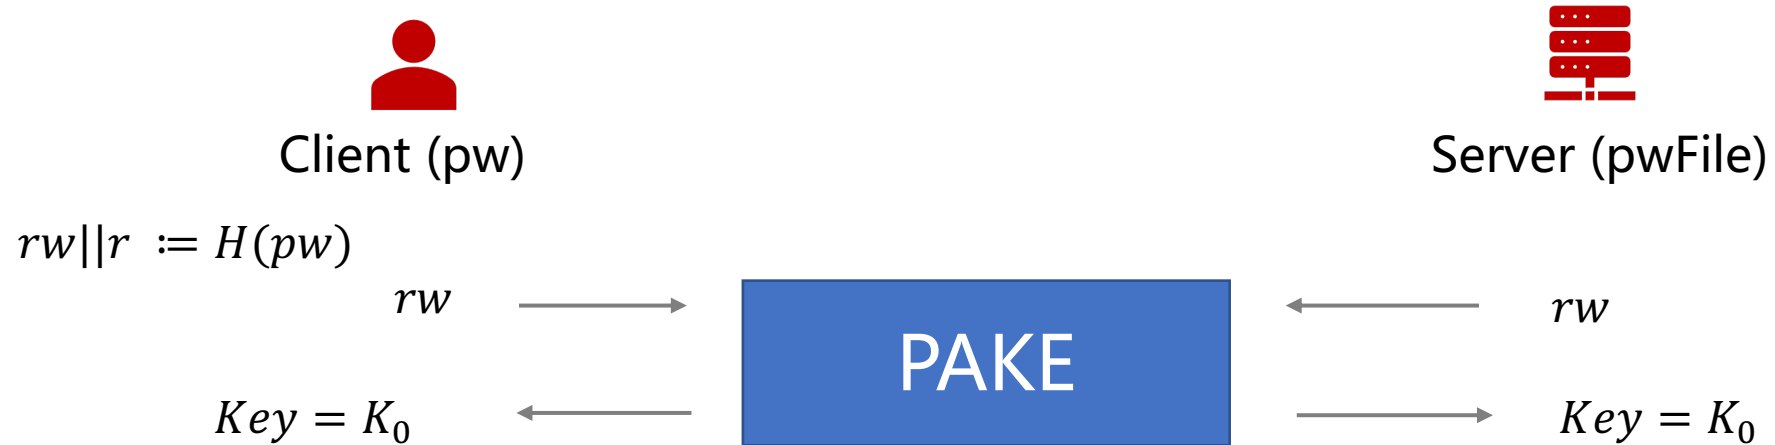 Client (pw)
Server (pwFile)
rw||r ≔ H(pw)
rw
rw
PAKE
Key = K₀
Key = K₀